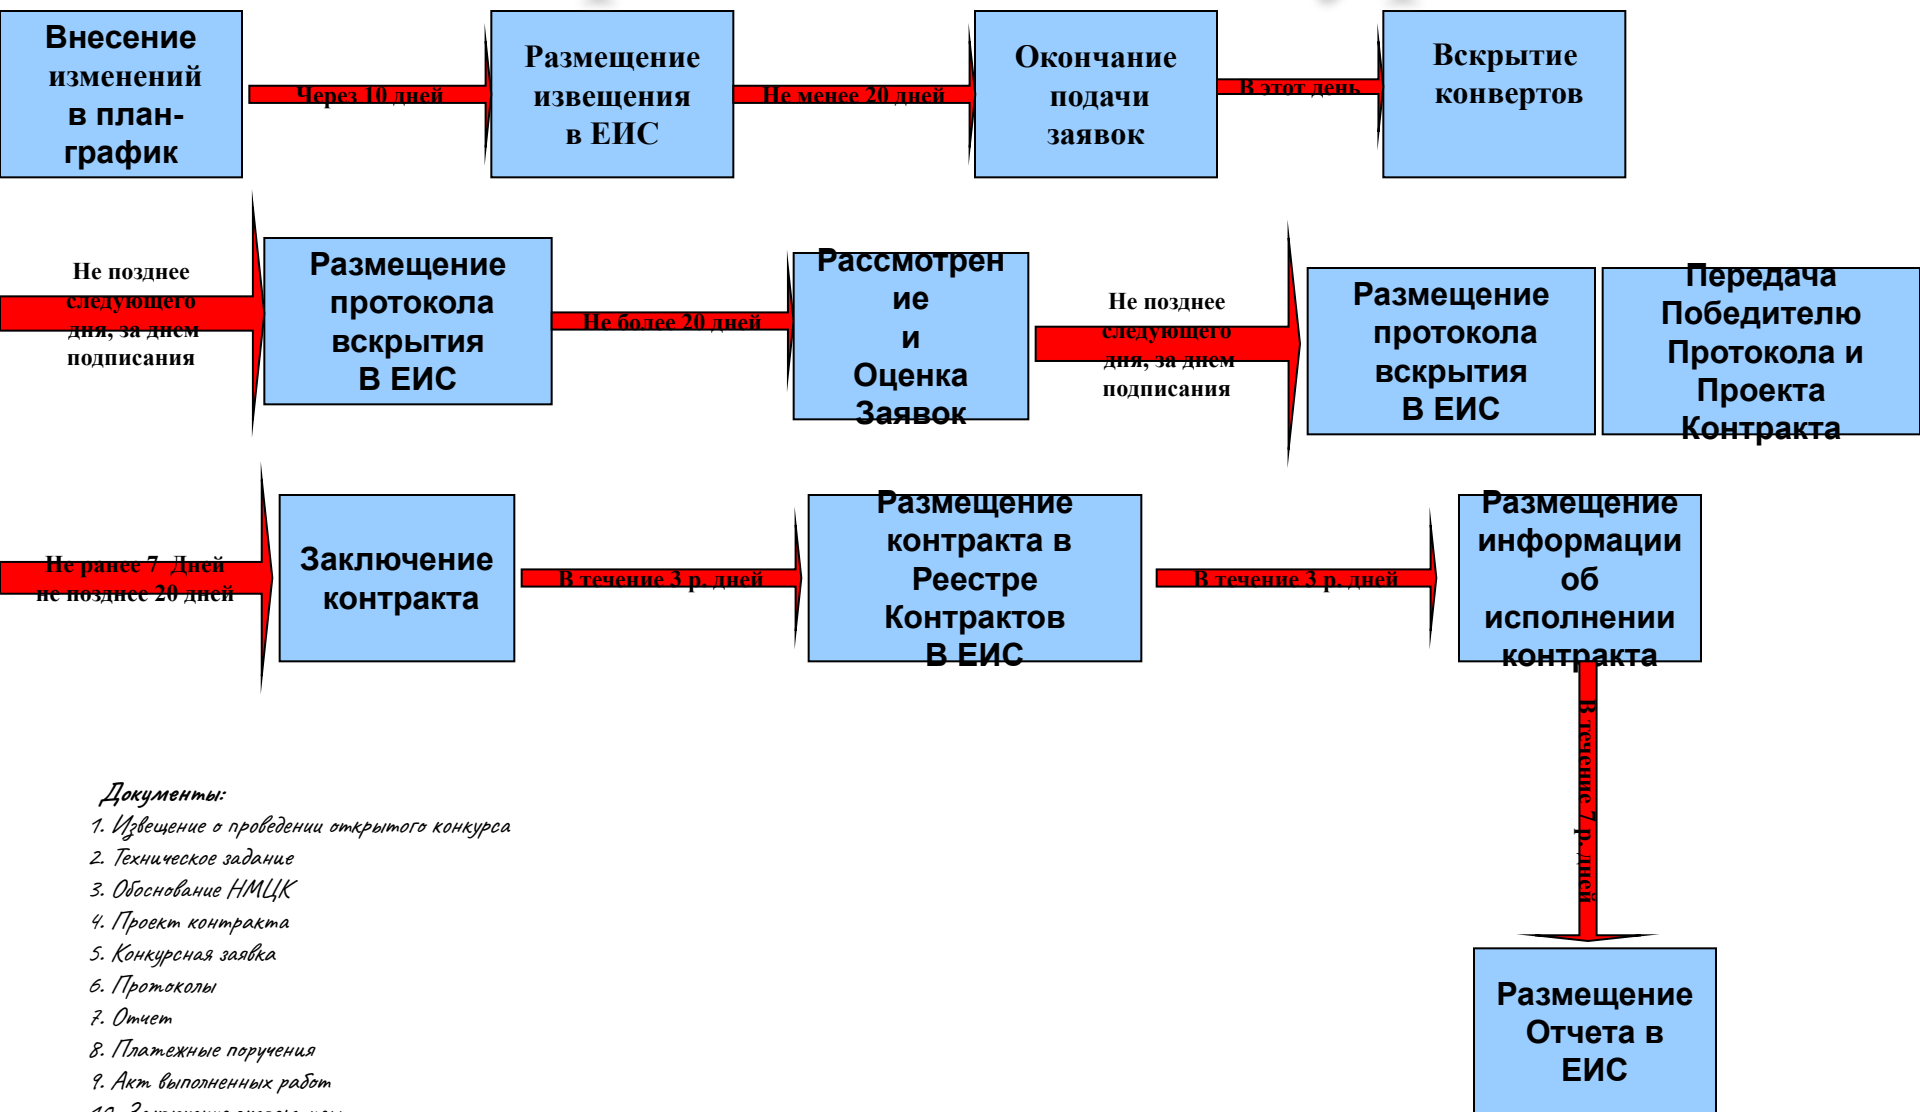 Внесение
изменений
в план-
график
Через 10 дней
Размещение
извещения
в ЕИС
Не менее 20 дней
Окончание
подачи
заявок
В этот день
Вскрытие
конвертов
Не позднее
следующего
дня, за днем
подписания
Размещение
протокола
вскрытия
В ЕИС
Не более 20 дней
Рассмотрен
ие
и
Оценка
Заявок
Не позднее
следующего
дня, за днем
подписания
Размещение
протокола
вскрытия
В ЕИС
Передача
Победителю
Протокола и
Проекта
Контракта
Не ранее 7 Дней
не позднее 20 дней
Заключение
контракта
В течение 3 р. дней
Размещение
контракта в
Реестре
Контрактов
В ЕИС
В течение 3 р. дней
Размещение
информации
об
исполнении
контракта
В течение 7 р. дней
Размещение
Отчета в
ЕИС
Документы:
1. Извещение о проведении открытого конкурса
2. Техническое задание
3. Обоснование НМЦК
4. Проект контракта
5. Конкурсная заявка
6. Протоколы
7. Отчет
8. Платежные поручения
9. Акт выполненных работ